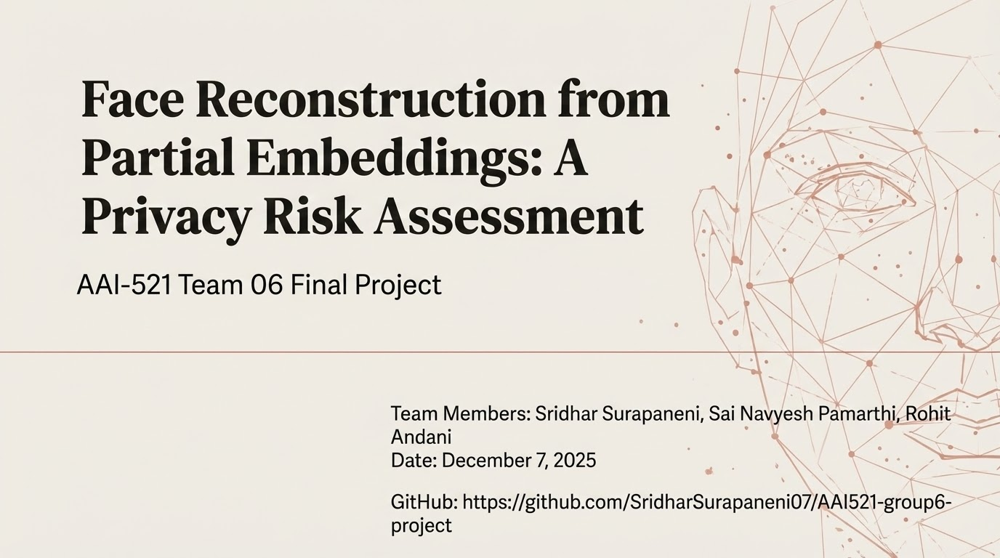 Face Reconstruction from
Partial Embeddings: A
Privacy Risk Assessment
AAI-521 Team 06 Final Project
Team Members: Sridhar Surapaneni, Sai Navyesh Pamarthi, Rohit
Andani
Date: December 7, 2025
GitHub: https://github.com/SridharSurapaneni07/AAI521-group6-
project